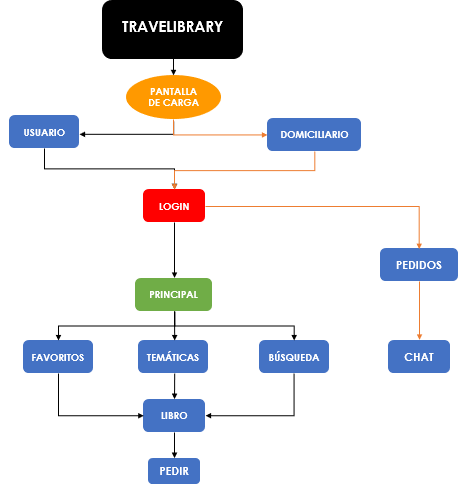 TRAVELIBRARY
PANTALLA
DE CARGA
USUARIO
DOMICILIARIO
LOGIN
PEDIDOS
PRINCIPAL
FAVORITOS
TEMÁTICAS
BÚSQUEDA
CHAT
LIBRO
PEDIR